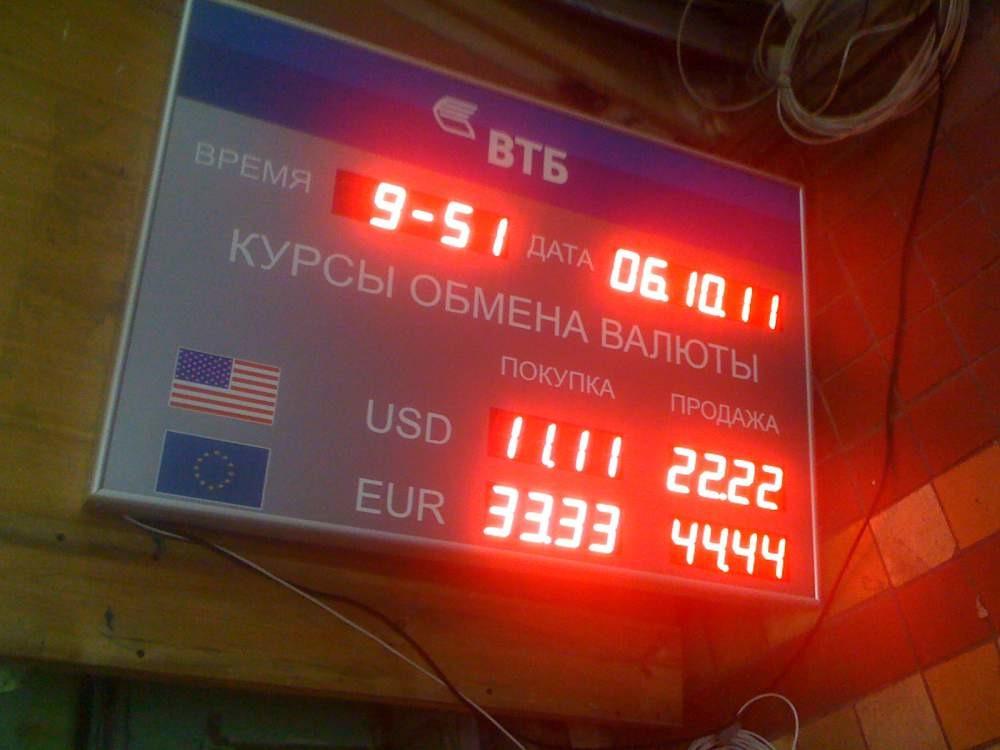 ВТБ
ВРЕМЯ 9-51 ДАТА 06.10.11
КУРСЫ ОБМЕНА ВАЛЮТЫ
ПОКУПКА ПРОДАЖА
USD 11.11 22.22
EUR 33.33 44.44